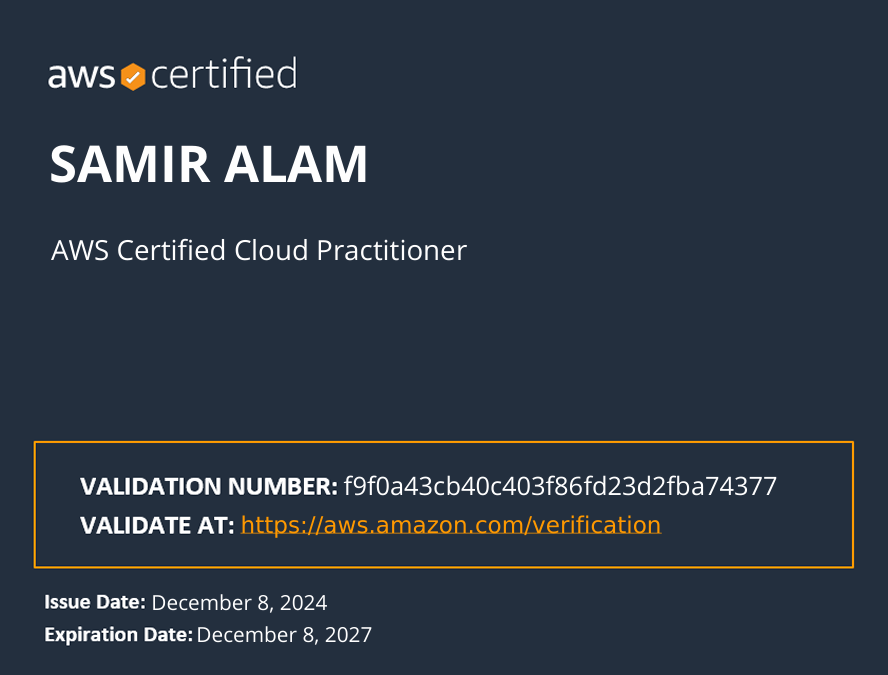 aws certified
SAMIR ALAM
AWS Certified Cloud Practitioner
VALIDATION NUMBER: f9f0a43cb40c403f86fd23d2fba74377
VALIDATE AT: https://aws.amazon.com/verification
Issue Date: December 8, 2024
Expiration Date: December 8, 2027